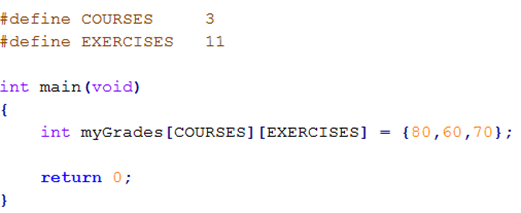 #define COURSES     3
#define EXERCISES   11

int main(void)
{
    int myGrades[COURSES][EXERCISES] = {80,60,70};

    return 0;
}